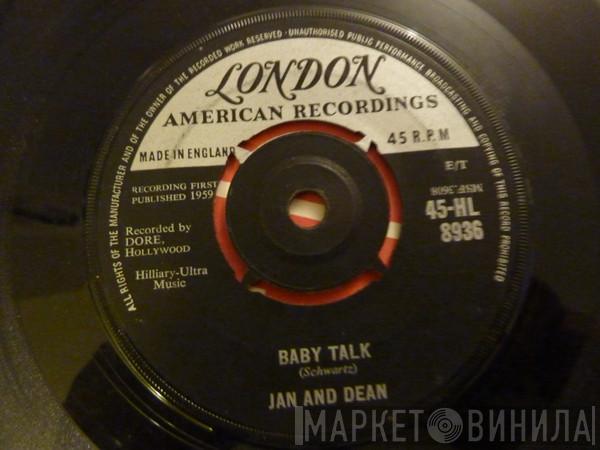 ALL RIGHTS OF THE MANUFACTURER AND OF THE OWNER OF THE RECORDED WORK RESERVED · UNAUTHORISED PUBLIC PERFORMANCE BROADCASTING AND COPYING OF THIS RECORD PROHIBITED
LONDON
AMERICAN RECORDINGS
MADE IN ENGLAND
45 R.P.M
E/T
RECORDING FIRST
PUBLISHED 1959
MSF.3608
45-HL
8936
Recorded by
DORE,
HOLLYWOOD
Hilliary-Ultra
Music
BABY TALK
(Schwartz)
JAN AND DEAN
МАРКЕТ ВИНИЛА